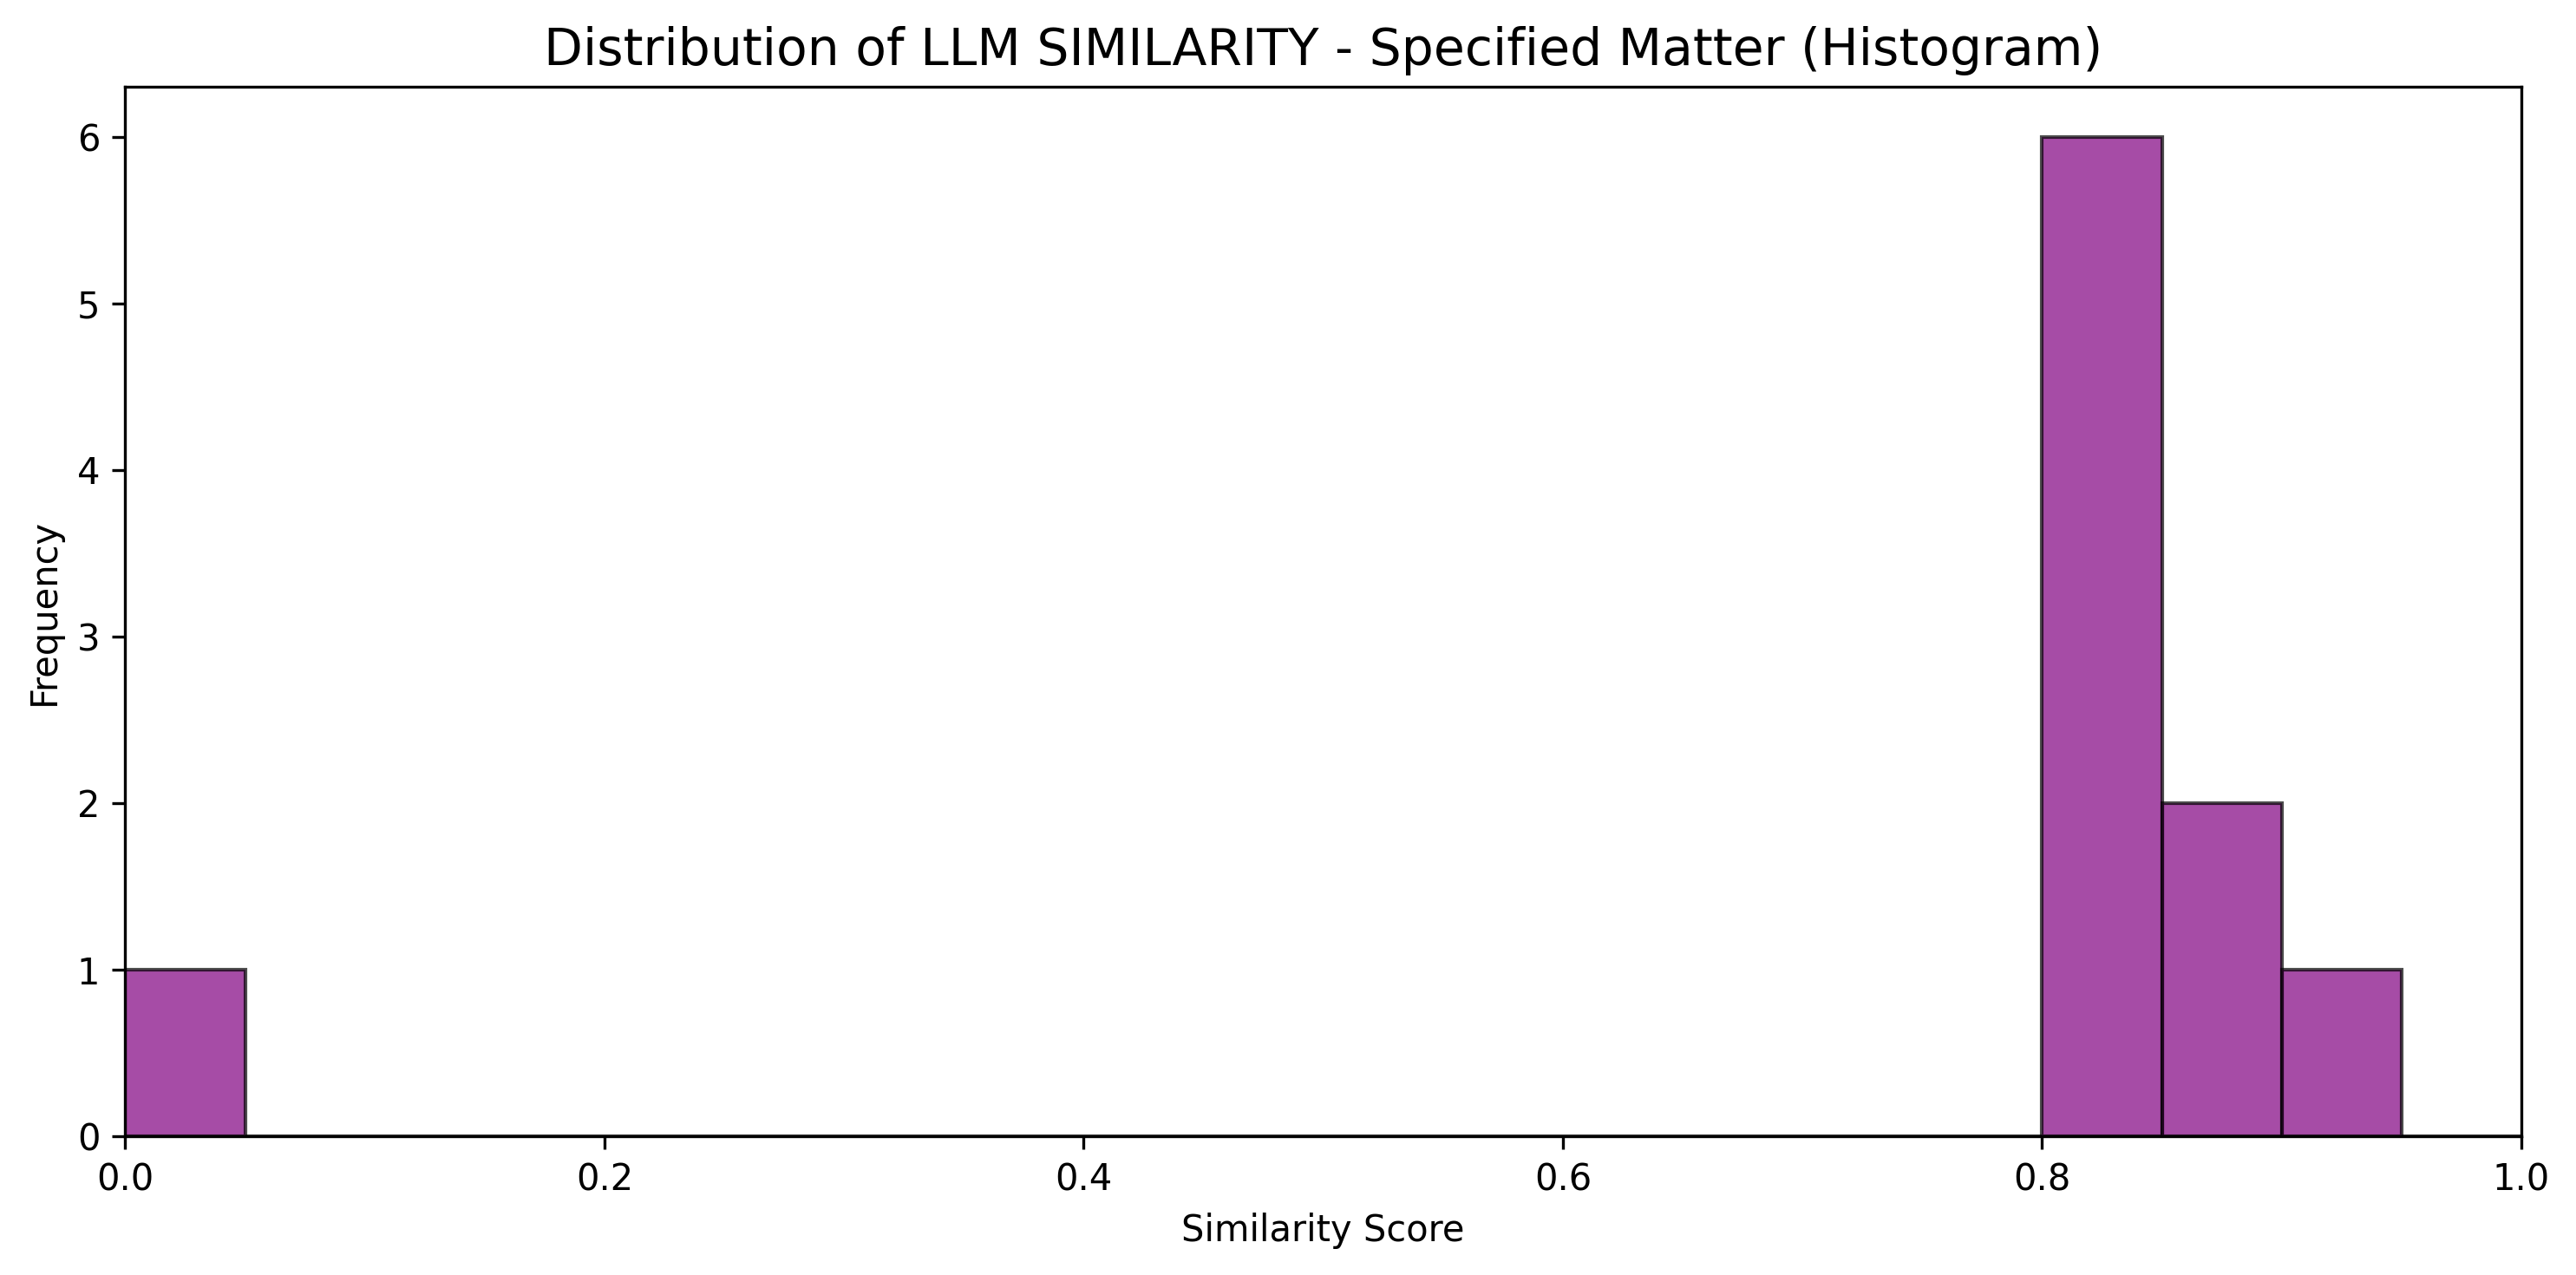 Distribution of LLM SIMILARITY - Specified Matter (Histogram)
6
5
4
3
2
1
0
Frequency
0.0 0.2 0.4 0.6 0.8 1.0
Similarity Score